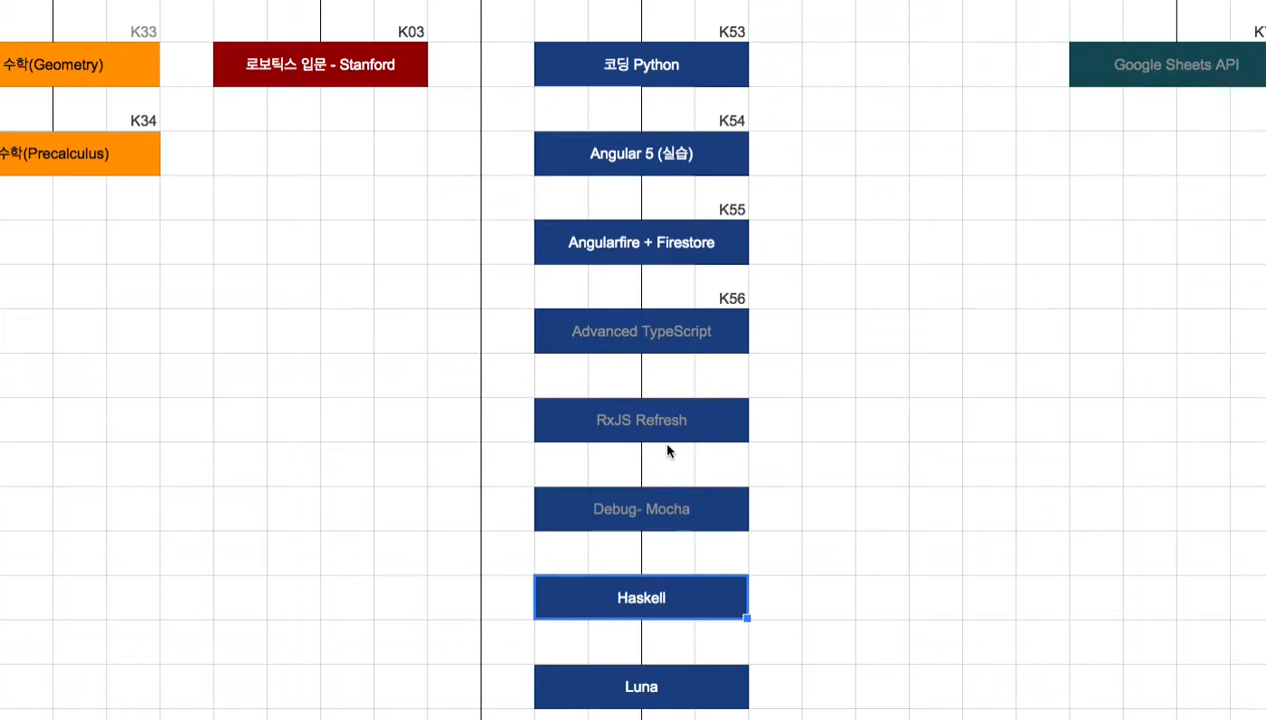 K33
K03
K53
수학(Geometry)
로보틱스 입문 - Stanford
코딩 Python
Google Sheets API
K34
K54
수학(Precalculus)
Angular 5 (실습)
K55
Angularfire + Firestore
K56
Advanced TypeScript
RxJS Refresh
Debug- Mocha
Haskell
Luna